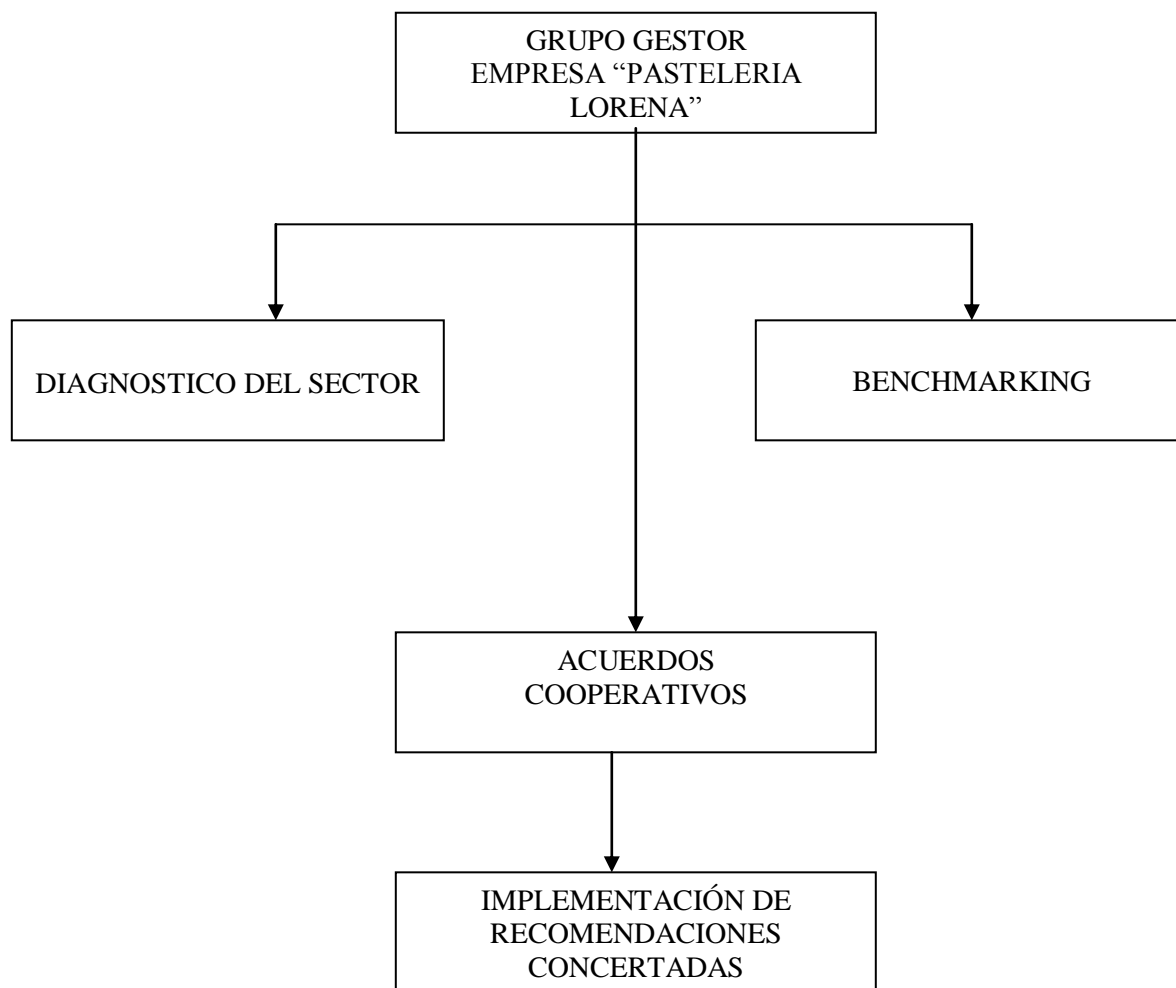 GRUPO GESTOR
EMPRESA “PASTELERIA
LORENA”
DIAGNOSTICO DEL SECTOR
BENCHMARKING
ACUERDOS
COOPERATIVOS
IMPLEMENTACIÓN DE
RECOMENDACIONES
CONCERTADAS